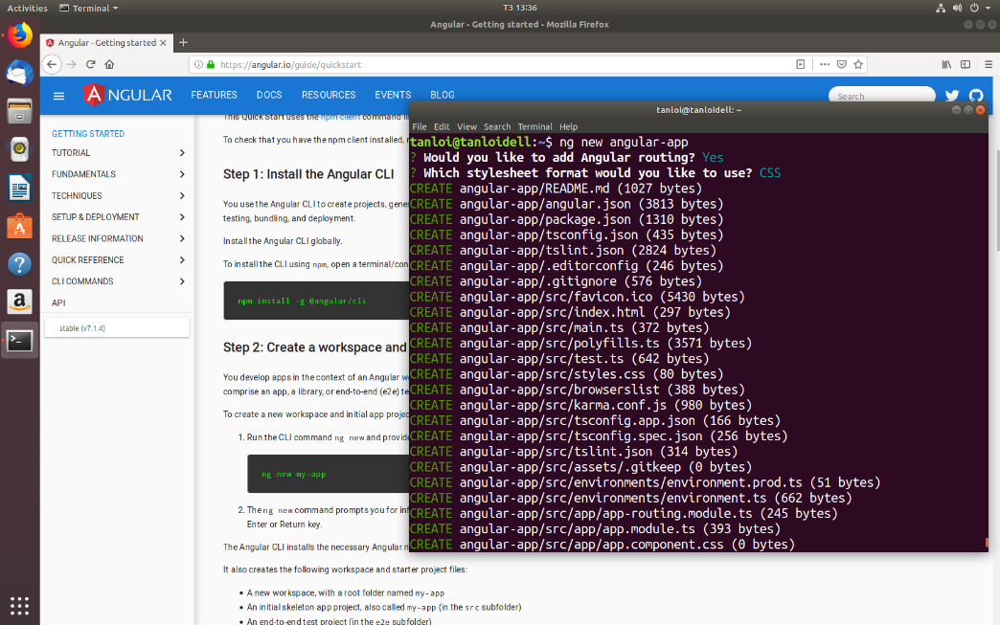 Activities
Terminal
T3 13:36
Angular - Getting started - Mozilla Firefox
Angular - Getting started
https://angular.io/guide/quickstart
ANGULAR
FEATURES
DOCS
RESOURCES
EVENTS
BLOG
Search
GETTING STARTED
TUTORIAL
FUNDAMENTALS
TECHNIQUES
SETUP & DEPLOYMENT
RELEASE INFORMATION
QUICK REFERENCE
CLI COMMANDS
API
stable (v7.1.4)
This Quick Start uses the npm client command
To check that you have the npm client installed,
Step 1: Install the Angular CLI
You use the Angular CLI to create projects,
testing, bundling, and deployment.
Install the Angular CLI globally.
To install the CLI using npm, open a
npm install -g @angular/cli
Step 2: Create a workspace and
You develop apps in the context of an Angular
comprise an app, a library, or end-to-end (e2e)
To create a new workspace and initial app
1. Run the CLI command ng new and
ng new my-app
2. The ng new command prompts you for
Enter or Return key.
The Angular CLI installs the necessary Angular
It also creates the following workspace and starter project files:
• A new workspace, with a root folder named my-app
• An initial skeleton app project, also called my-app (in the src subfolder)
• An end-to-end test project (in the e2e subfolder)
tanloi@tanloidell: ~
File Edit View Search Terminal Help
tanloi@tanloidell:~$ ng new angular-app
? Would you like to add Angular routing? Yes
? Which stylesheet format would you like to use? CSS
CREATE angular-app/README.md (1027 bytes)
CREATE angular-app/angular.json (3813 bytes)
CREATE angular-app/package.json (1310 bytes)
CREATE angular-app/tsconfig.json (435 bytes)
CREATE angular-app/tslint.json (2824 bytes)
CREATE angular-app/.editorconfig (246 bytes)
CREATE angular-app/.gitignore (576 bytes)
CREATE angular-app/src/favicon.ico (5430 bytes)
CREATE angular-app/src/index.html (297 bytes)
CREATE angular-app/src/main.ts (372 bytes)
CREATE angular-app/src/polyfills.ts (3571 bytes)
CREATE angular-app/src/test.ts (642 bytes)
CREATE angular-app/src/styles.css (80 bytes)
CREATE angular-app/src/browserslist (388 bytes)
CREATE angular-app/src/karma.conf.js (980 bytes)
CREATE angular-app/src/tsconfig.app.json (166 bytes)
CREATE angular-app/src/tsconfig.spec.json (256 bytes)
CREATE angular-app/src/tslint.json (314 bytes)
CREATE angular-app/src/assets/.gitkeep (0 bytes)
CREATE angular-app/src/environments/environment.prod.ts (51 bytes)
CREATE angular-app/src/environments/environment.ts (662 bytes)
CREATE angular-app/src/app/app-routing.module.ts (245 bytes)
CREATE angular-app/src/app/app.module.ts (393 bytes)
CREATE angular-app/src/app/app.component.css (0 bytes)